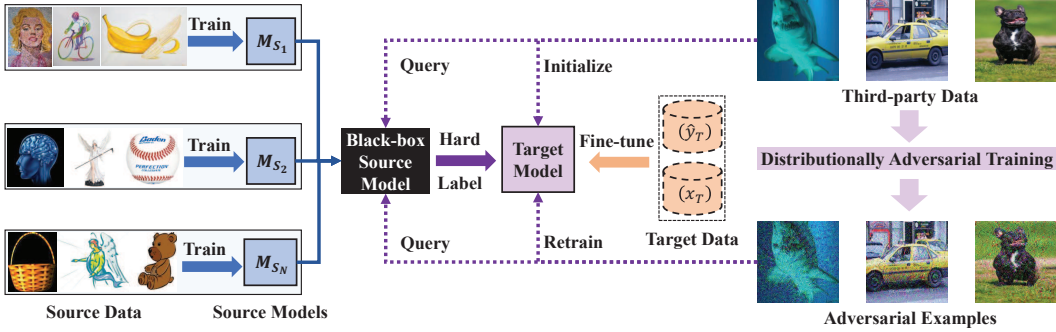 Train
M_{S_1}
Train
M_{S_2}
Train
M_{S_N}
Source Data
Source Models
Baden
PERFECTION
Query
Initialize
Black-box
Source
Model
Hard
Label
Target
Model
Fine-tune
(ŷ_T)
(x_T)
Target Data
Query
Retrain
Third-party Data
Distributionally Adversarial Training
Adversarial Examples